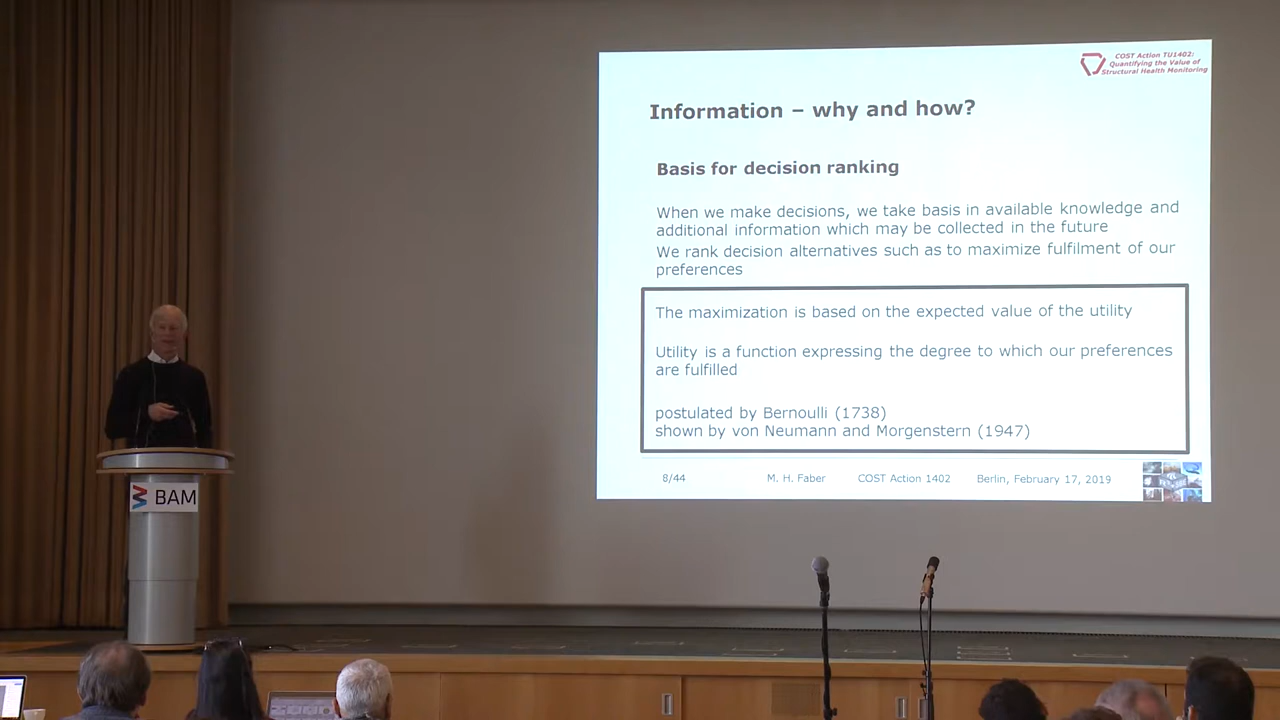 COST Action TU1402:
Quantifying the Value of
Structural Health Monitoring
Information – why and how?
Basis for decision ranking
When we make decisions, we take basis in available knowledge and
additional information which may be collected in the future
We rank decision alternatives such as to maximize fulfilment of our
preferences
The maximization is based on the expected value of the utility
Utility is a function expressing the degree to which our preferences
are fulfilled
postulated by Bernoulli (1738)
shown by von Neumann and Morgenstern (1947)
8/44 M. H. Faber COST Action 1402 Berlin, February 17, 2019
BAM